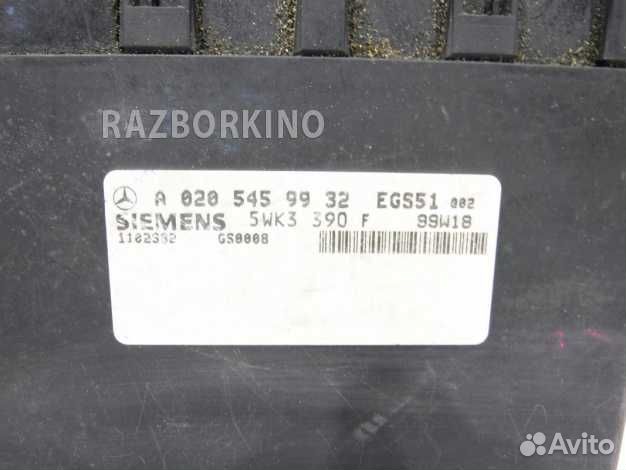 RAZBORKINO
A 020 545 99 32 EGS51 002
SIEMENS 5WK3 390 F 99W18
1102332 GS0008
Avito